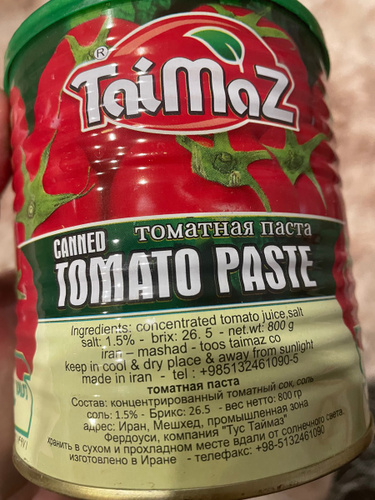 ®
TaiMaZ
томатная паста
CANNED
TOMATO PASTE
Ingredients: concentrated tomato juice,salt
salt: 1.5% - brix: 26. 5 - net.wt: 800 g
iran – mashad - toos taimaz co
keep in cool & dry place & away from sunlight
made in iran - tel : +985132461090-5
томатная паста
Состав: концентрированный томатный сок, соль
соль: 1.5% - Брикс: 26.5 - вес нетто: 800 гр
адрес: Иран, Мешхед, промышленная зона
Фердоуси, компания "Тус Таймаз"
хранить в сухом и прохладном месте вдали от солнечного света.
изготовлено в Иране - телефакс: +98-5132461090